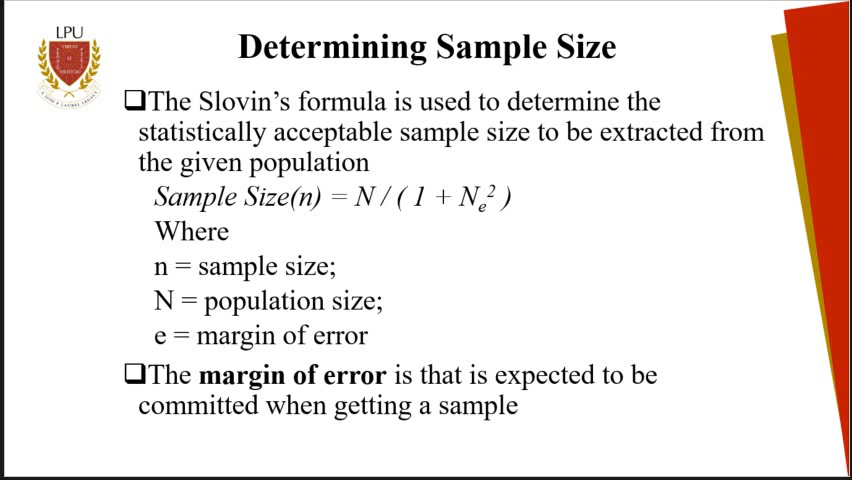 LPU
Determining Sample Size
❑The Slovin's formula is used to determine the
statistically acceptable sample size to be extracted from
the given population
Sample Size(n) = N / ( 1 + Nₑ² )
Where
n = sample size;
N = population size;
e = margin of error
❑The margin of error is that is expected to be
committed when getting a sample